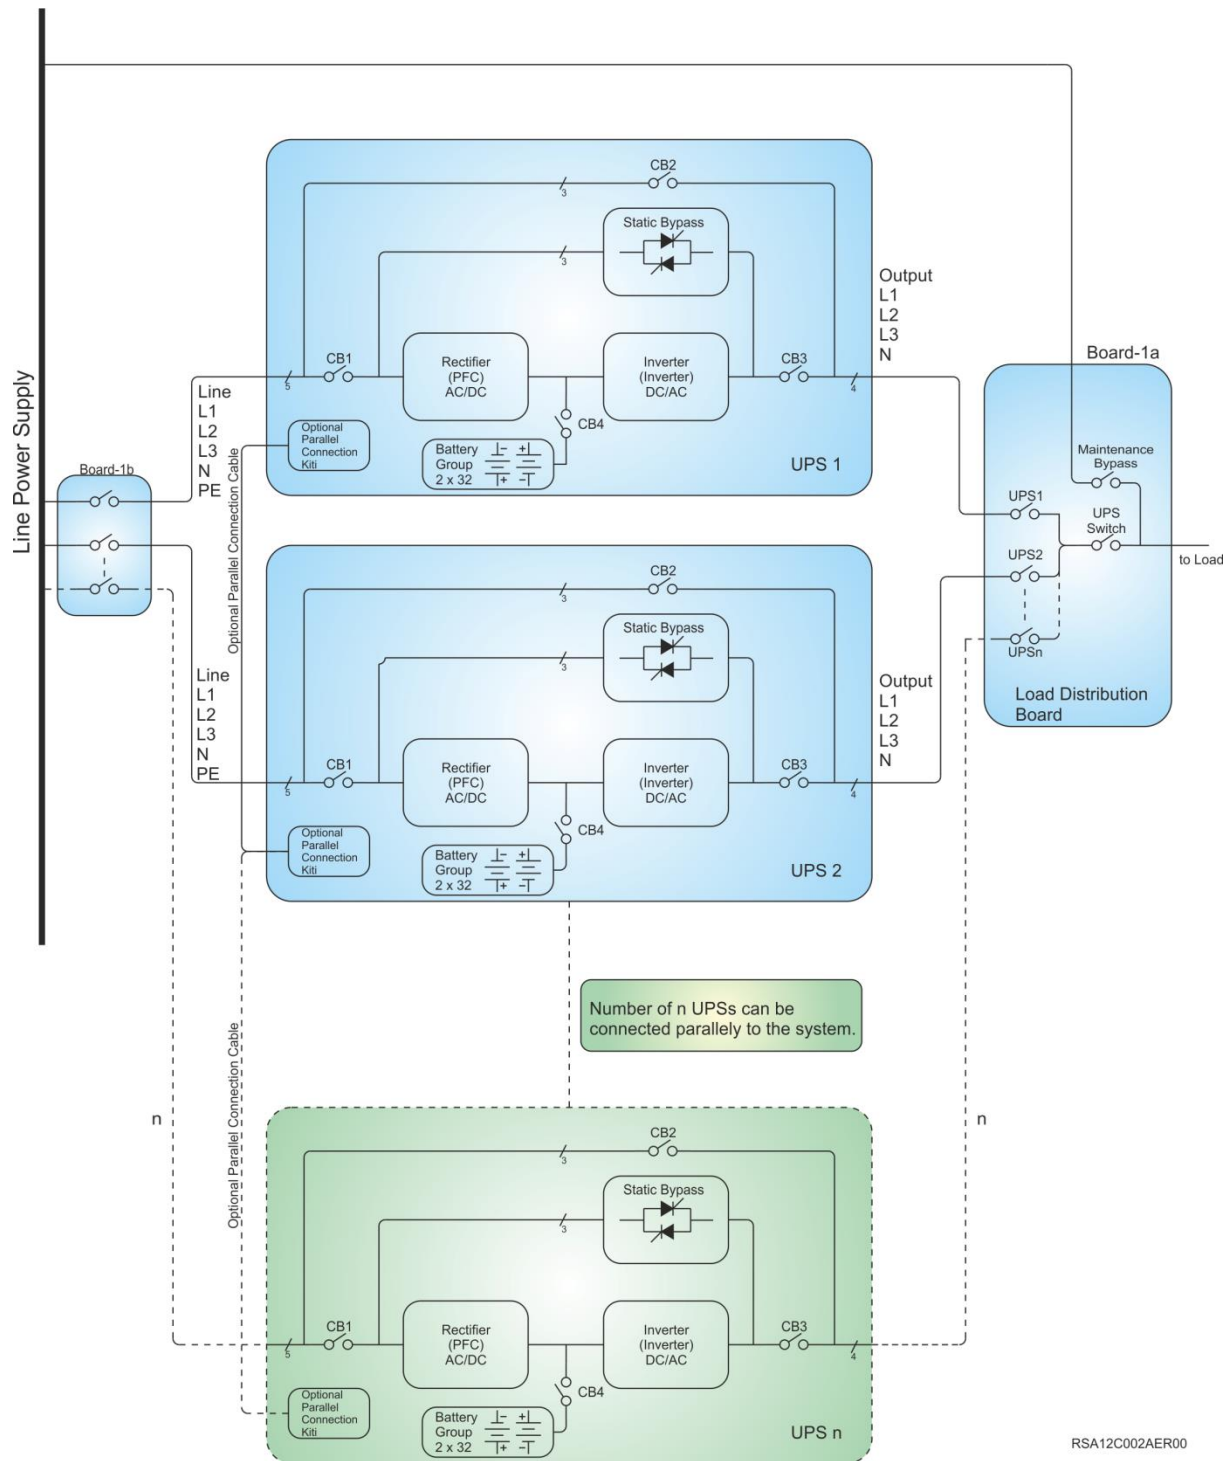 Line Power Supply
Board-1b
Line
L1
L2
L3
N
PE
Optional Parallel Connection Cable
CB2
3
Static Bypass
3
CB1
5
Rectifier
(PFC)
AC/DC
Inverter
(Inverter)
DC/AC
CB3
4
CB4
Optional
Parallel
Connection
Kiti
Battery
Group
2 x 32
UPS 1
Output
L1
L2
L3
N
Board-1a
Maintenance
Bypass
UPS1
UPS
Switch
UPS2
to Load
UPSn
Load Distribution
Board
Line
L1
L2
L3
N
PE
CB2
3
Static Bypass
3
CB1
5
Rectifier
(PFC)
AC/DC
Inverter
(Inverter)
DC/AC
CB3
4
CB4
Optional
Parallel
Connection
Kiti
Battery
Group
2 x 32
UPS 2
Output
L1
L2
L3
N
Number of n UPSs can be
connected parallely to the system.
Optional Parallel Connection Cable
n
n
CB2
3
Static Bypass
3
CB1
5
Rectifier
(PFC)
AC/DC
Inverter
(Inverter)
DC/AC
CB3
4
CB4
Optional
Parallel
Connection
Kiti
Battery
Group
2 x 32
UPS n
RSA12C002AER00